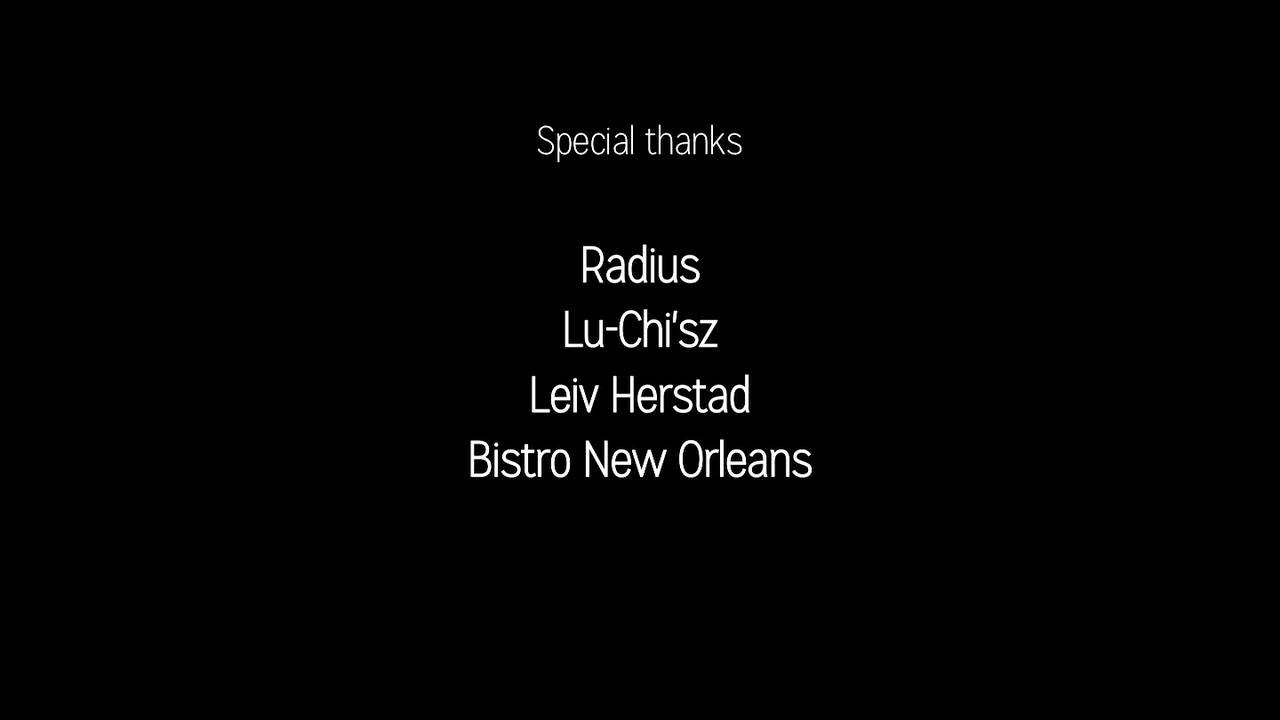 Special thanks
Radius
Lu-Chi'sz
Leiv Herstad
Bistro New Orleans